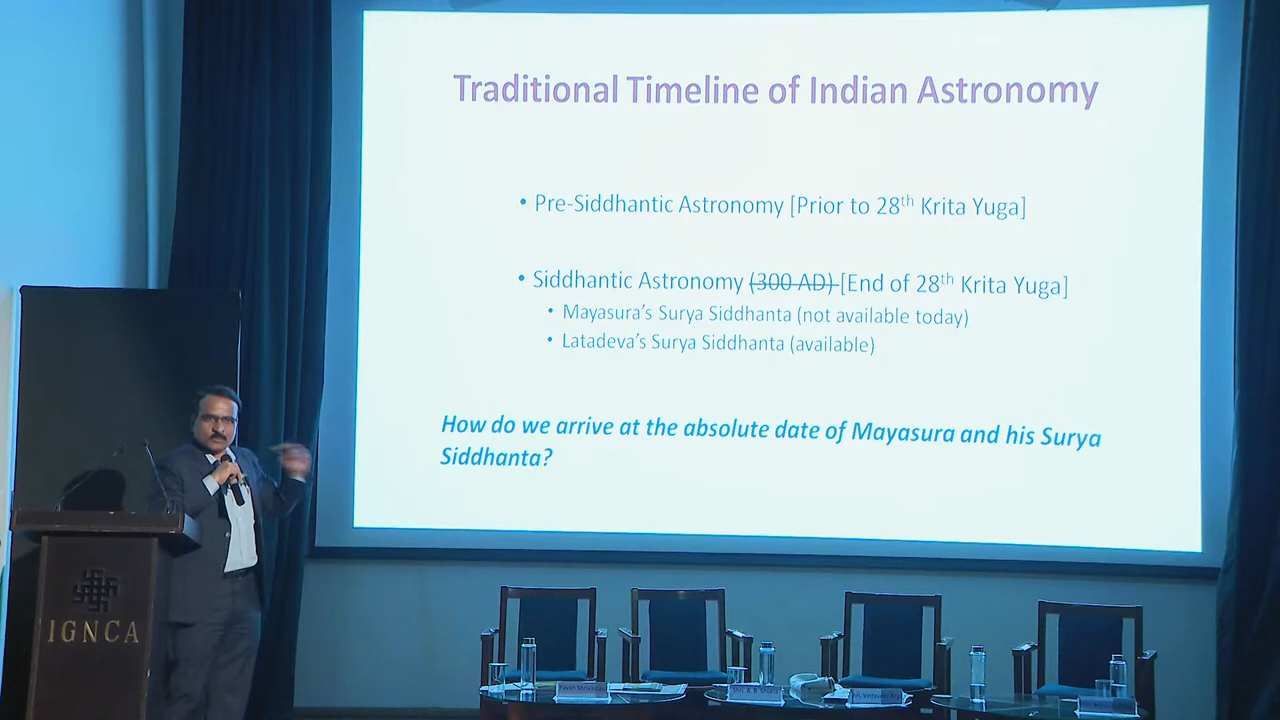 Traditional Timeline of Indian Astronomy
• Pre-Siddhantic Astronomy [Prior to 28th Krita Yuga]
• Siddhantic Astronomy (300 AD) [End of 28th Krita Yuga]
• Mayasura's Surya Siddhanta (not available today)
• Latadeva's Surya Siddhanta (available)
How do we arrive at the absolute date of Mayasura and his Surya
Siddhanta?
IGNCA